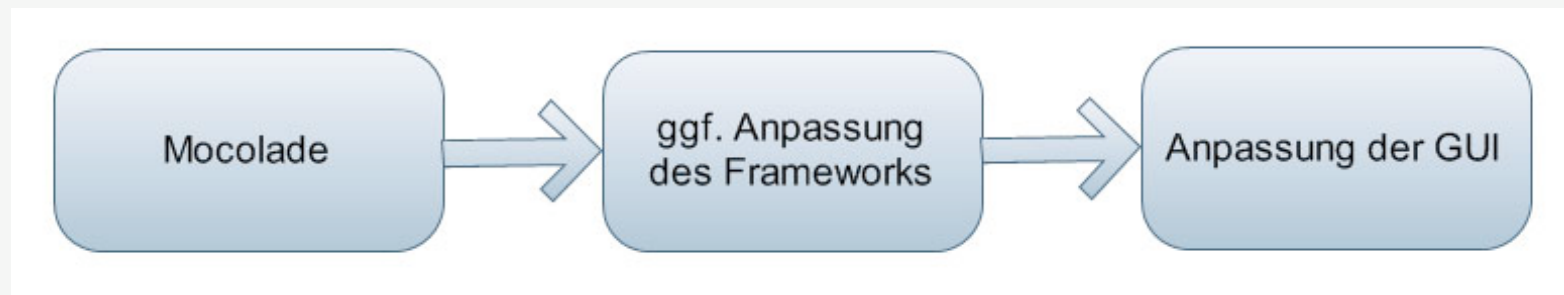 Mocolade
ggf. Anpassung
des Frameworks
Anpassung der GUI